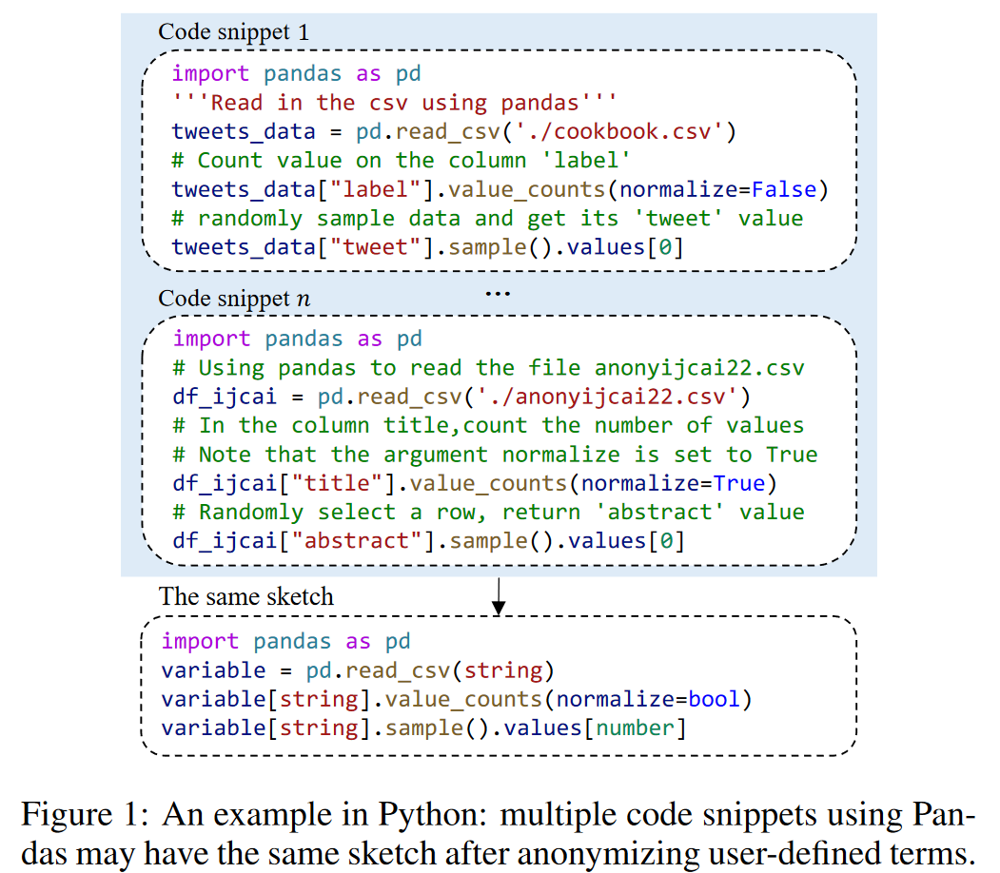 Code snippet 1
import pandas as pd
'''Read in the csv using pandas'''
tweets_data = pd.read_csv('./cookbook.csv')
# Count value on the column 'label'
tweets_data["label"].value_counts(normalize=False)
# randomly sample data and get its 'tweet' value
tweets_data["tweet"].sample().values[0]
...
Code snippet n
import pandas as pd
# Using pandas to read the file anonyijcai22.csv
df_ijcai = pd.read_csv('./anonyijcai22.csv')
# In the column title,count the number of values
# Note that the argument normalize is set to True
df_ijcai["title"].value_counts(normalize=True)
# Randomly select a row, return 'abstract' value
df_ijcai["abstract"].sample().values[0]
The same sketch
import pandas as pd
variable = pd.read_csv(string)
variable[string].value_counts(normalize=bool)
variable[string].sample().values[number]
Figure 1: An example in Python: multiple code snippets using Pan-
das may have the same sketch after anonymizing user-defined terms.